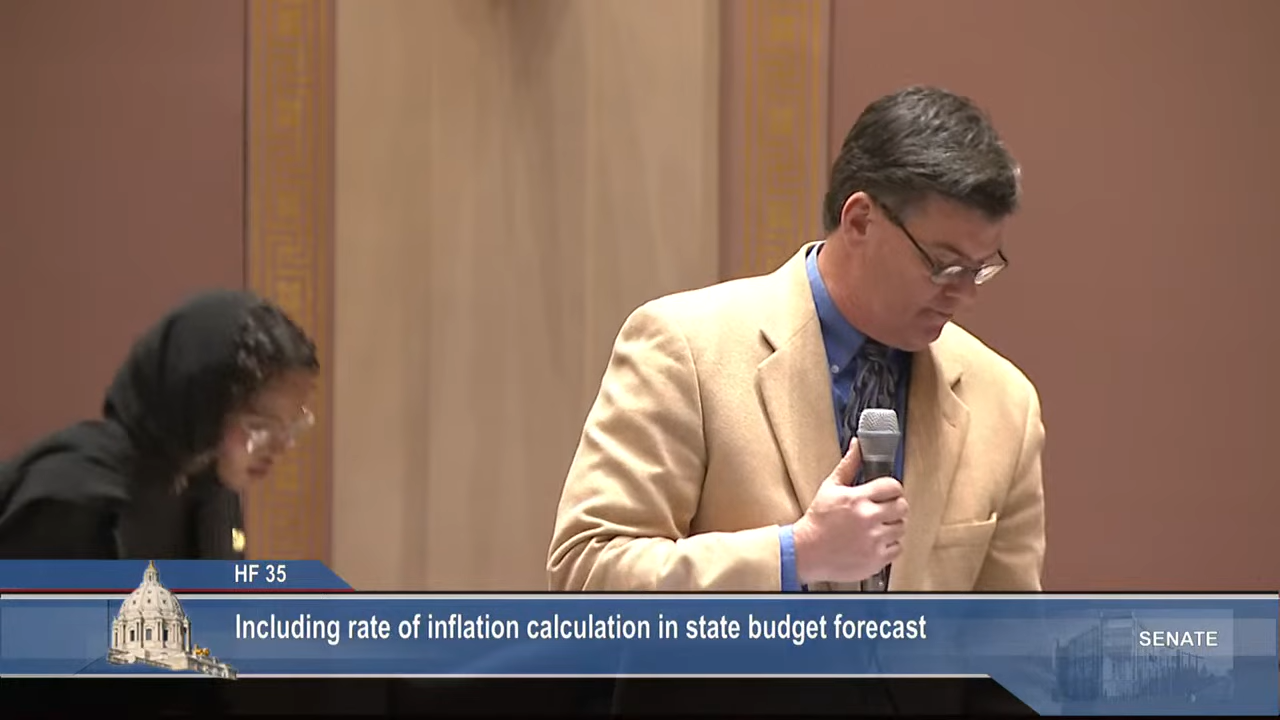 HF 35
Including rate of inflation calculation in state budget forecast
SENATE